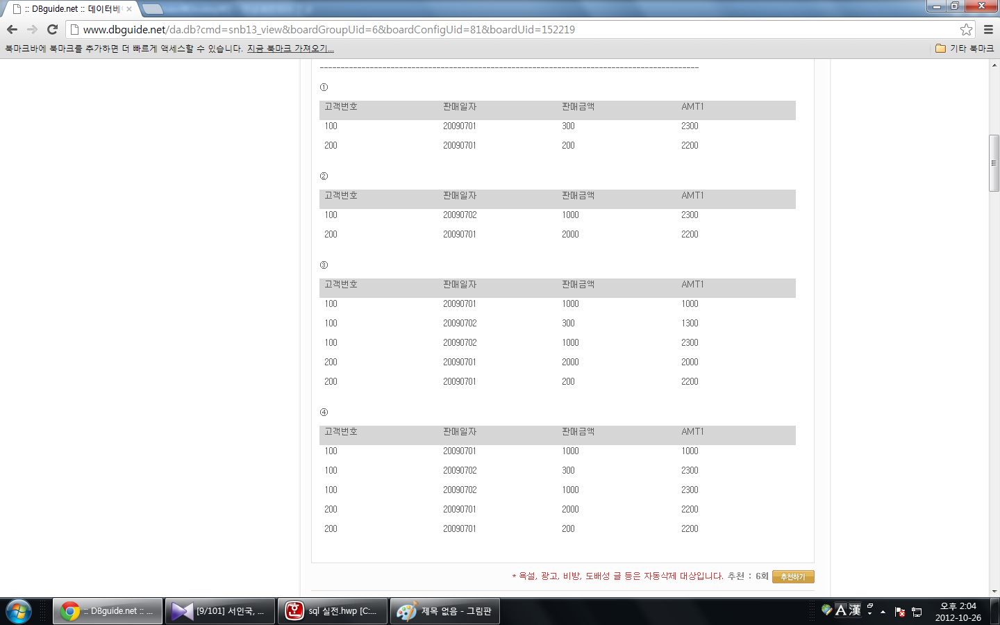 :: DBguide.net :: 데이터베이
www.dbguide.net/da.db?cmd=snb13_view&boardGroupUid=6&boardConfigUid=81&boardUid=152219
북마크바에 북마크를 추가하면 더 빠르게 액세스할 수 있습니다. 지금 북마크 가져오기... 기타 북마크
①
고객번호 판매일자 판매금액 AMT1
100 20090701 300 2300
200 20090701 200 2200
②
고객번호 판매일자 판매금액 AMT1
100 20090702 1000 2300
200 20090701 2000 2200
③
고객번호 판매일자 판매금액 AMT1
100 20090701 1000 1000
100 20090702 300 1300
100 20090702 1000 2300
200 20090701 2000 2000
200 20090701 200 2200
④
고객번호 판매일자 판매금액 AMT1
100 20090701 1000 1000
100 20090702 300 2300
100 20090702 1000 2300
200 20090701 2000 2200
200 20090701 200 2200
* 욕설, 광고, 비방, 도배성 글 등은 자동삭제 대상입니다. 추천 : 6회 추천하기
:: DBguide.net :: ... [9/101] 서인국, ... sql 실전.hwp [C:... 제목 없음 - 그림판 A 漢 오후 2:04
2012-10-26